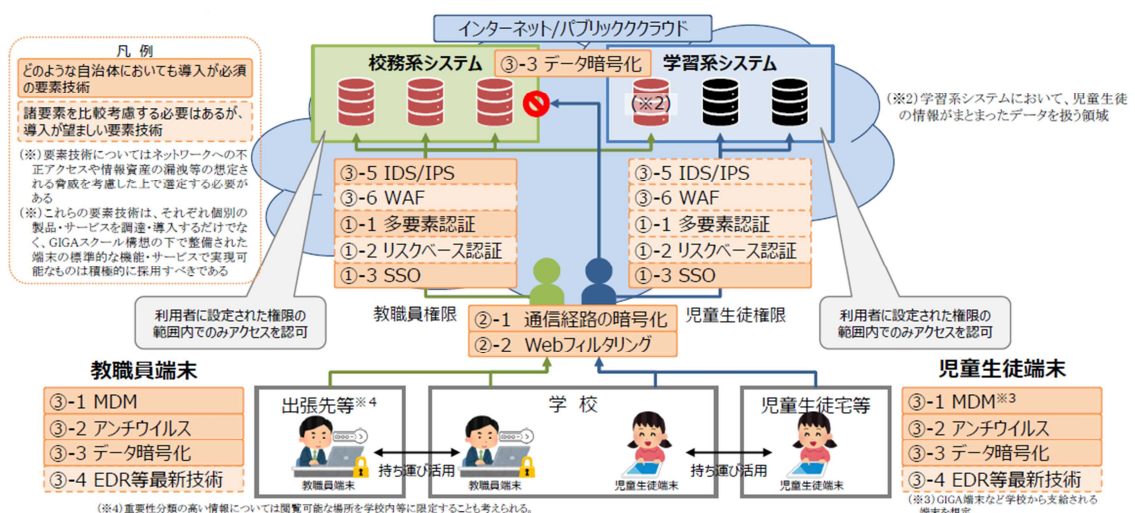 インターネット/パブリッククラウド
凡 例
どのような自治体においても導入が必須
の要素技術
諸要素を比較考慮する必要はあるが、
導入が望ましい要素技術
(※)要素技術についてはネットワークへの不
正アクセスや情報資産の漏洩等の想定
される脅威を考慮した上で選定する必要が
ある
(※)これらの要素技術は、それぞれ個別の
製品・サービスを調達・導入するだけで
なく、GIGAスクール構想の下で整備された
端末の標準的な機能・サービスで実現可
能なものは積極的に採用すべきである
校務系システム
③-3 データ暗号化
学習系システム
(※2)
(※2)学習系システムにおいて、児童生徒
の情報がまとまったデータを扱う領域
③-5 IDS/IPS
③-6 WAF
①-1 多要素認証
①-2 リスクベース認証
①-3 SSO
③-5 IDS/IPS
③-6 WAF
①-1 多要素認証
①-2 リスクベース認証
①-3 SSO
利用者に設定された権限の
範囲内でのみアクセスを認可
教職員権限
児童生徒権限
利用者に設定された権限の
範囲内でのみアクセスを認可
②-1 通信経路の暗号化
②-2 Webフィルタリング
教職員端末
③-1 MDM
③-2 アンチウイルス
③-3 データ暗号化
③-4 EDR等最新技術
出張先等※4
教職員端末
持ち運び活用
学 校
教職員端末
児童生徒端末
持ち運び活用
児童生徒宅等
児童生徒端末
児童生徒端末
③-1 MDM※3
③-2 アンチウイルス
③-3 データ暗号化
③-4 EDR等最新技術
(※3)GIGA端末など学校から支給される
端末を想定
(※4)重要性分類の高い情報については閲覧可能な場所を学校内等に限定することも考えられる。